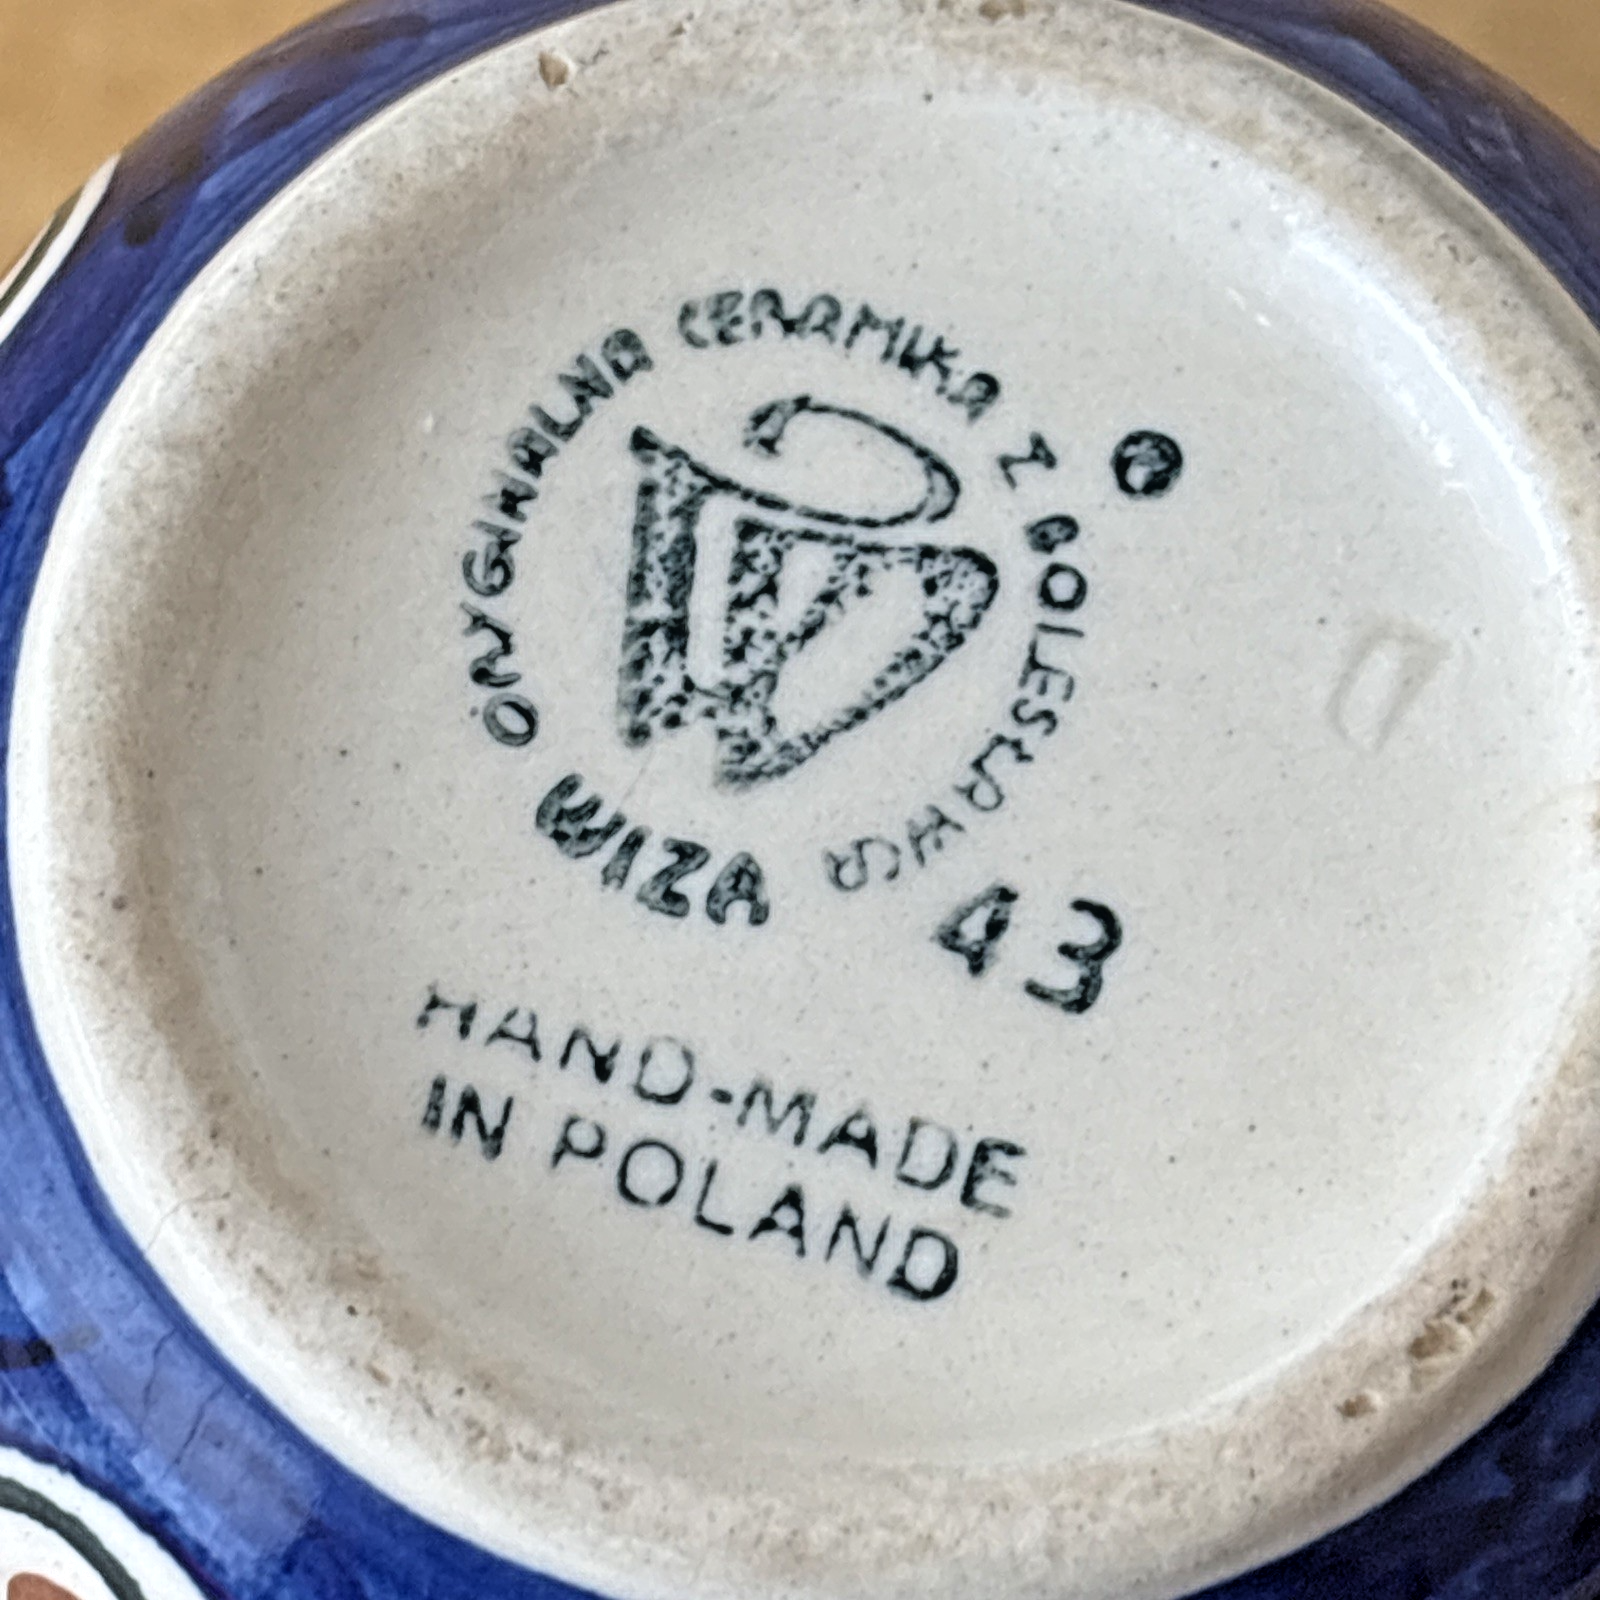 ORYGINALNA CERAMIKA Z BOLESŁAWCA
®
WIZA
43
HAND-MADE
IN POLAND
D